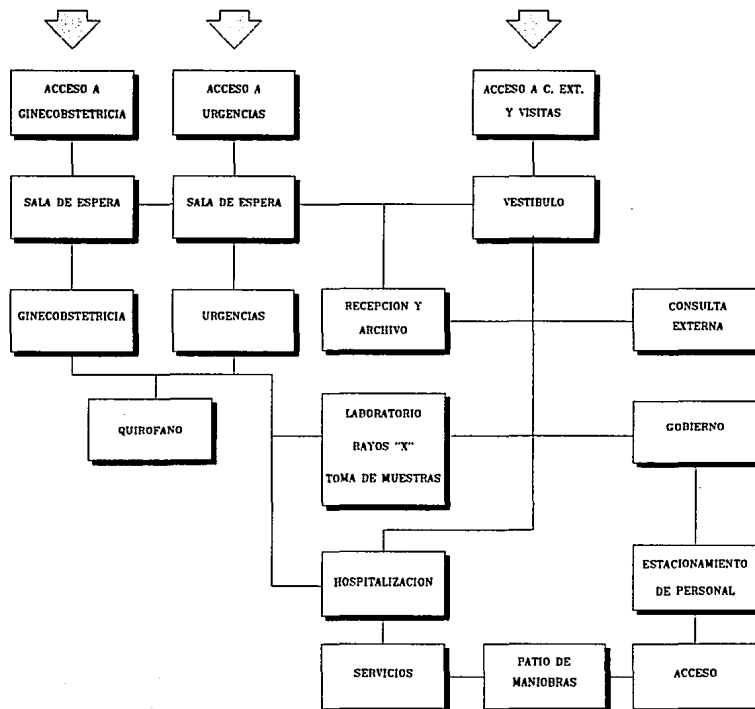 ACCESO A
GINECOBSTETRICIA
ACCESO A
URGENCIAS
ACCESO A C. EXT.
Y VISITAS
SALA DE ESPERA
SALA DE ESPERA
VESTIBULO
GINECOBSTETRICIA
URGENCIAS
RECEPCION Y
ARCHIVO
CONSULTA
EXTERNA
QUIROFANO
LABORATORIO
RAYOS "X"
TOMA DE MUESTRAS
GOBIERNO
HOSPITALIZACION
ESTACIONAMIENTO
DE PERSONAL
SERVICIOS
PATIO DE
MANIOBRAS
ACCESO